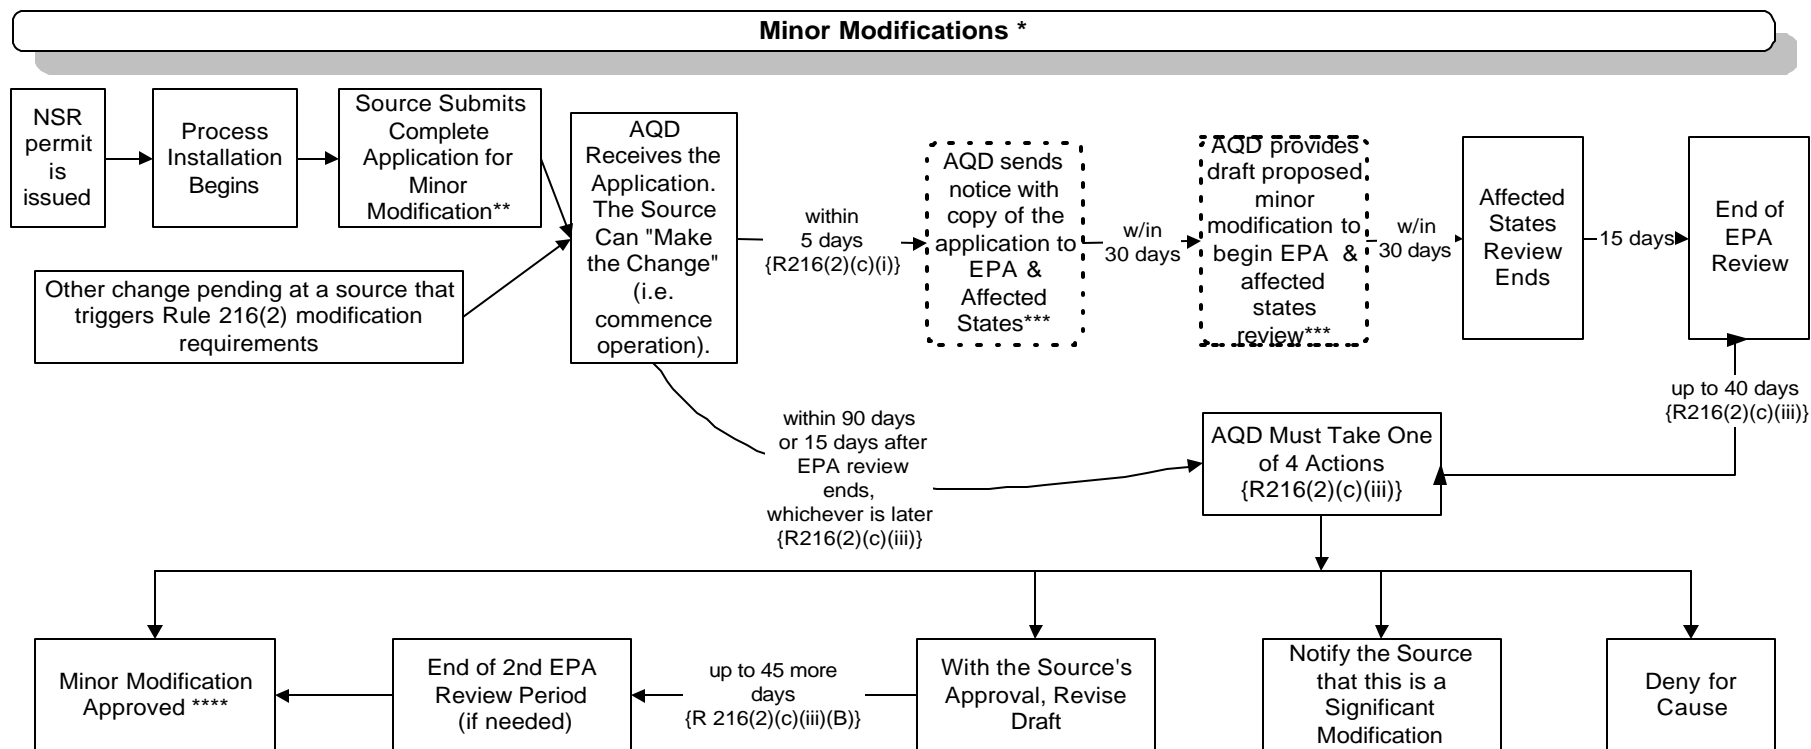 Minor Modifications *
NSR
permit
is
issued
Process
Installation
Begins
Source Submits
Complete
Application for
Minor
Modification**
Other change pending at a source that
triggers Rule 216(2) modification
requirements
AQD
Receives the
Application.
The Source
Can "Make
the Change"
(i.e.
commence
operation).
within
5 days
{R216(2)(c)(i)}
AQD sends
notice with
copy of the
application to
EPA &
Affected
States***
w/in
30 days
AQD provides
draft proposed
minor
modification to
begin EPA &
affected
states
review***
w/in
30 days
Affected
States
Review
Ends
15 days
End of
EPA
Review
up to 40 days
{R216(2)(c)(iii)}
within 90 days
or 15 days after
EPA review
ends,
whichever is later
{R216(2)(c)(iii)}
AQD Must Take One
of 4 Actions
{R216(2)(c)(iii)}
Minor Modification
Approved ****
End of 2nd EPA
Review Period
(if needed)
up to 45 more
days
{R 216(2)(c)(iii)(B)}
With the Source's
Approval, Revise
Draft
Notify the Source
that this is a
Significant
Modification
Deny for
Cause